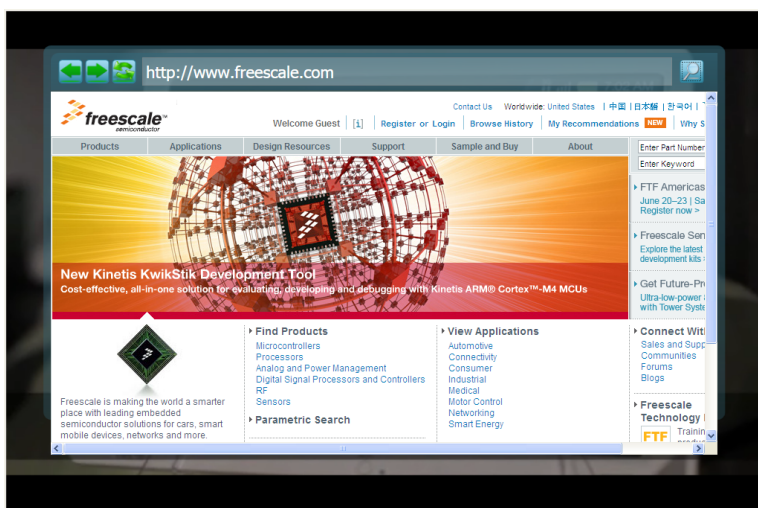 http://www.freescale.com
Contact Us Worldwide: United States | 中国 | 日本語 | 한국어 |
freescale™
semiconductor
Welcome Guest [i] Register or Login Browse History My Recommendations NEW Why S
Products Applications Design Resources Support Sample and Buy About
Enter Part Number
Enter Keyword
FTF Americas
June 20–23 | Sa
Register now >
Freescale Sen
Explore the latest
development kits
Get Future-Pr
Ultra-low-power
with Tower Syste
New Kinetis KwikStik Development Tool
Cost-effective, all-in-one solution for evaluating, developing and debugging with Kinetis ARM® Cortex™-M4 MCUs
Freescale is making the world a smarter
place with leading embedded
semiconductor solutions for cars, smart
mobile devices, networks and more.
Find Products
Microcontrollers
Processors
Analog and Power Management
Digital Signal Processors and Controllers
RF
Sensors
Parametric Search
View Applications
Automotive
Connectivity
Consumer
Industrial
Medical
Motor Control
Networking
Smart Energy
Connect Wit
Sales and Supp
Communities
Forums
Blogs
Freescale
Technology
FTF
Trainin